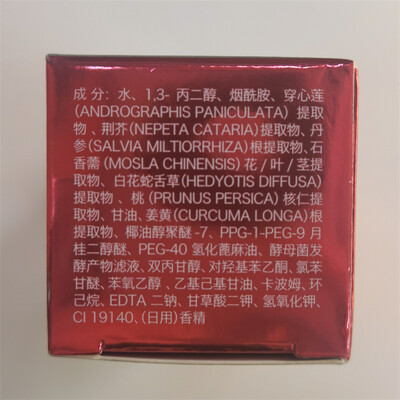 成分:水、1,3-丙二醇、烟酰胺、穿心莲
(ANDROGRAPHIS PANICULATA) 提取
物、荆芥(NEPETA CATARIA)提取物、丹
参(SALVIA MILTIORRHIZA)根提取物、石
香薷 (MOSLA CHINENSIS) 花/叶/茎提
取物、白花蛇舌草(HEDYOTIS DIFFUSA)
提取物、桃(PRUNUS PERSICA) 核仁提
取物、甘油、姜黄(CURCUMA LONGA)根
提取物、椰油醇聚醚-7、PPG-1-PEG-9 月
桂二醇醚、PEG-40 氢化蓖麻油、酵母菌发
酵产物滤液、双丙甘醇、对羟基苯乙酮、氯苯
甘醚、苯氧乙醇、乙基己基甘油、卡波姆、环
己烷、EDTA 二钠、甘草酸二钾、氢氧化钾、
CI 19140、(日用)香精